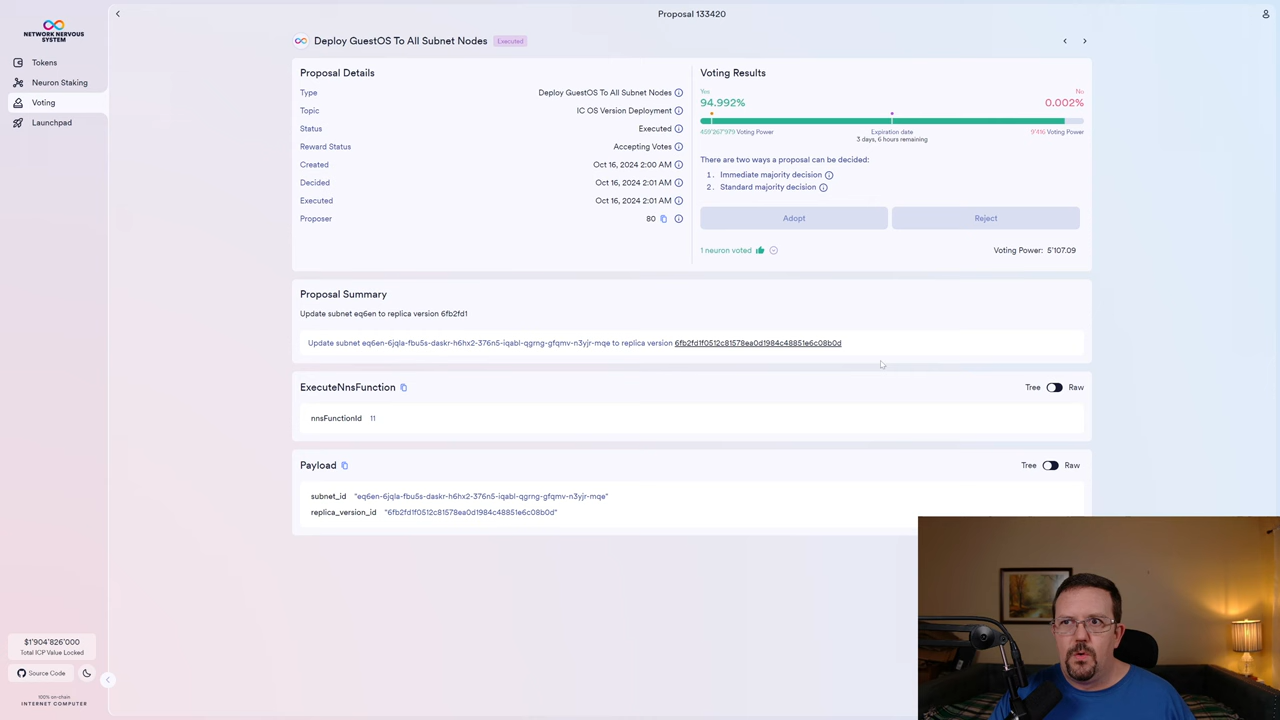 NETWORK NERVOUS
SYSTEM
Tokens
Neuron Staking
Voting
Launchpad
$1'904'826'000
Total ICP Value Locked
Source Code
100% on-chain
INTERNET COMPUTER
Proposal 133420
Deploy GuestOS To All Subnet Nodes
Executed
Proposal Details
Type Deploy GuestOS To All Subnet Nodes
Topic IC OS Version Deployment
Status Executed
Reward Status Accepting Votes
Created Oct 16, 2024 2:00 AM
Decided Oct 16, 2024 2:01 AM
Executed Oct 16, 2024 2:01 AM
Proposer 80
Voting Results
Yes No
94.992% 0.002%
459'267'979 Voting Power Expiration date 9'416 Voting Power
3 days, 6 hours remaining
There are two ways a proposal can be decided:
1. Immediate majority decision
2. Standard majority decision
Adopt Reject
1 neuron voted Voting Power: 5'107.09
Proposal Summary
Update subnet eq6en to replica version 6fb2fd1
Update subnet eq6en-6jqla-fbu5s-daskr-h6hx2-376n5-iqabl-qgrng-gfqmv-n3yjr-mqe to replica version 6fb2fd1f0512c81578ea0d1984c48851e6c08b0d
ExecuteNnsFunction Tree Raw
nnsFunctionId 11
Payload Tree Raw
subnet_id "eq6en-6jqla-fbu5s-daskr-h6hx2-376n5-iqabl-qgrng-gfqmv-n3yjr-mqe"
replica_version_id "6fb2fd1f0512c81578ea0d1984c48851e6c08b0d"